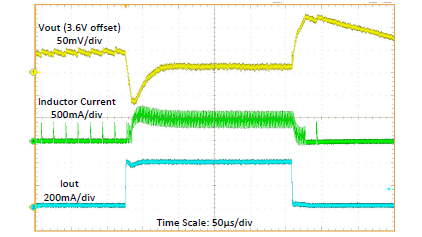 Vout (3.6V offset)
50mV/div
Inductor Current
500mA/div
Iout
200mA/div
Time Scale: 50µs/div